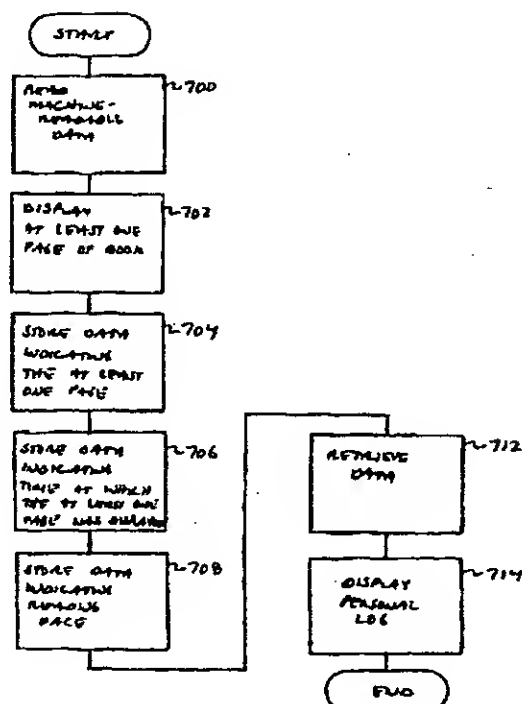 START
700
READ
MACHINE-
READABLE
DATA
702
DISPLAY
AT LEAST ONE
PAGE OF BOOK
704
STORE DATA
INDICATING
THE AT LEAST
ONE PAGE
706
STORE DATA
INDICATING
TIME AT WHICH
THE AT LEAST ONE
PAGE WAS DISPLAYED
708
STORE DATA
INDICATING
READING
PACE
712
RETRIEVE
DATA
714
DISPLAY
PERSONAL
LOG
END